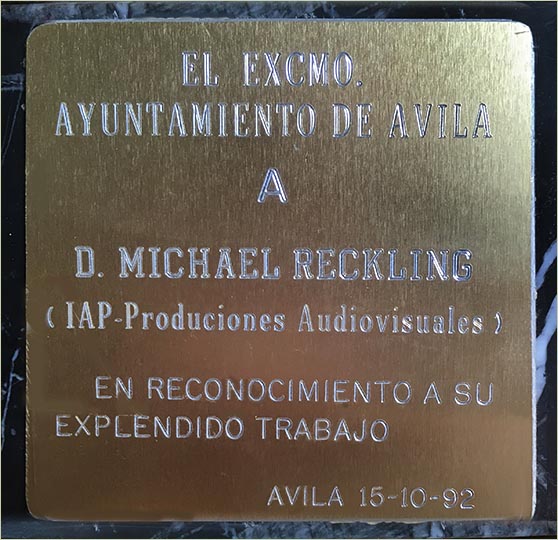 EL EXCMO.
AYUNTAMIENTO DE AVILA
A
D. MICHAEL RECKLING
(IAP-Produciones Audiovisuales)
EN RECONOCIMIENTO A SU
EXPLENDIDO TRABAJO
AVILA 15-10-92